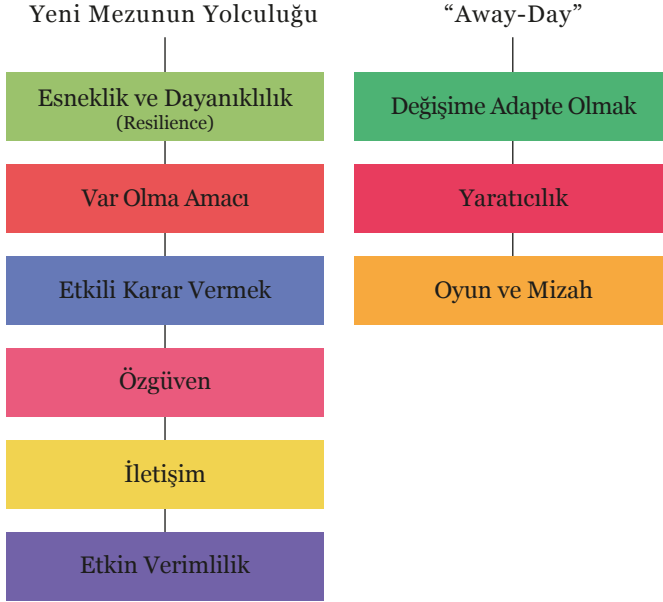 Yeni Mezunun Yolculuğu
Esneklik ve Dayanıklılık
(Resilience)
Var Olma Amacı
Etkili Karar Vermek
Özgüven
İletişim
Etkin Verimlilik
“Away-Day”
Değişime Adapte Olmak
Yaratıcılık
Oyun ve Mizah